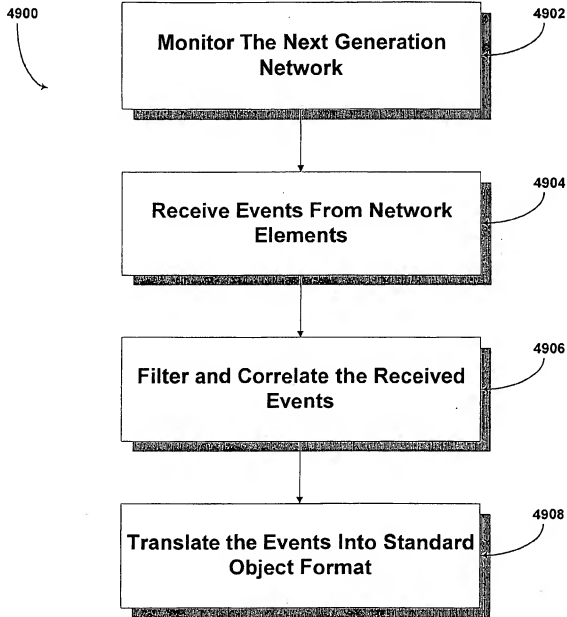 4900
4902
Monitor The Next Generation
Network
4904
Receive Events From Network
Elements
4906
Filter and Correlate the Received
Events
4908
Translate the Events Into Standard
Object Format